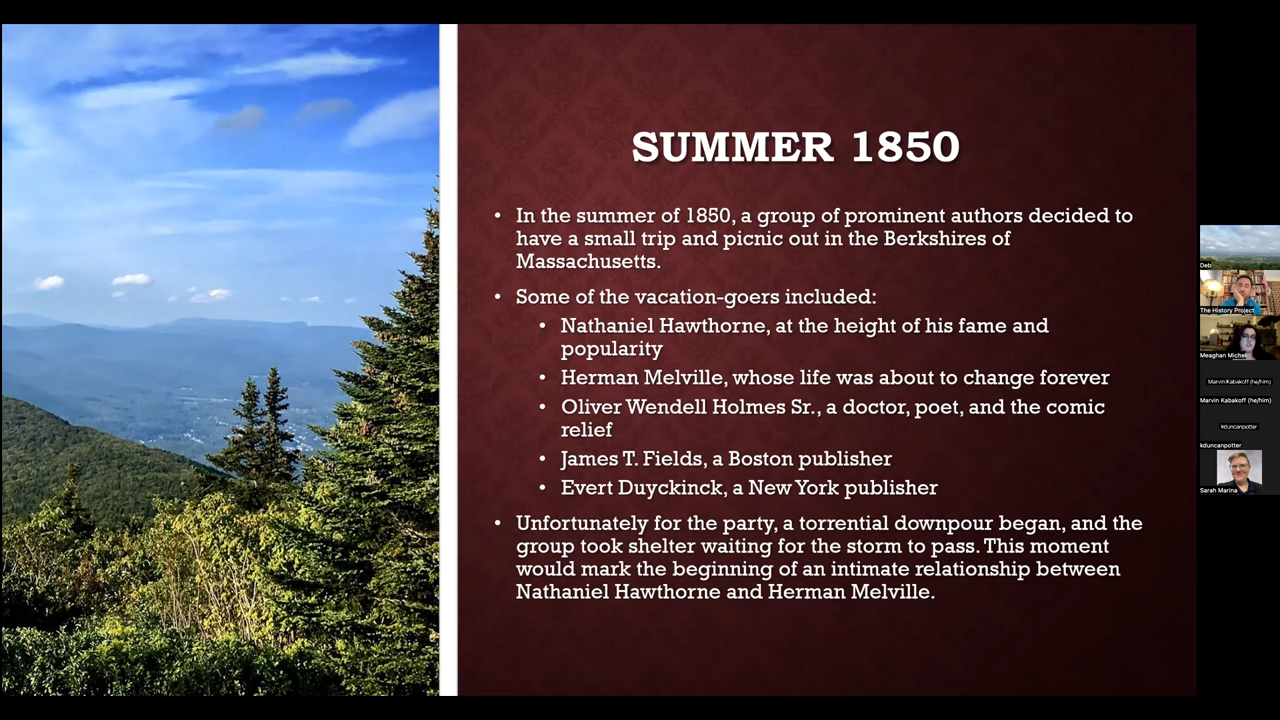 SUMMER 1850
• In the summer of 1850, a group of prominent authors decided to
have a small trip and picnic out in the Berkshires of
Massachusetts.
• Some of the vacation-goers included:
• Nathaniel Hawthorne, at the height of his fame and
popularity
• Herman Melville, whose life was about to change forever
• Oliver Wendell Holmes Sr., a doctor, poet, and the comic
relief
• James T. Fields, a Boston publisher
• Evert Duyckinck, a New York publisher
• Unfortunately for the party, a torrential downpour began, and the
group took shelter waiting for the storm to pass. This moment
would mark the beginning of an intimate relationship between
Nathaniel Hawthorne and Herman Melville.
Deb
The History Project
Meaghan Michel
Marvin Kabakoff (he/him)
Marvin Kabakoff (he/him)
kduncanpotter
kduncanpotter
Sarah Marina